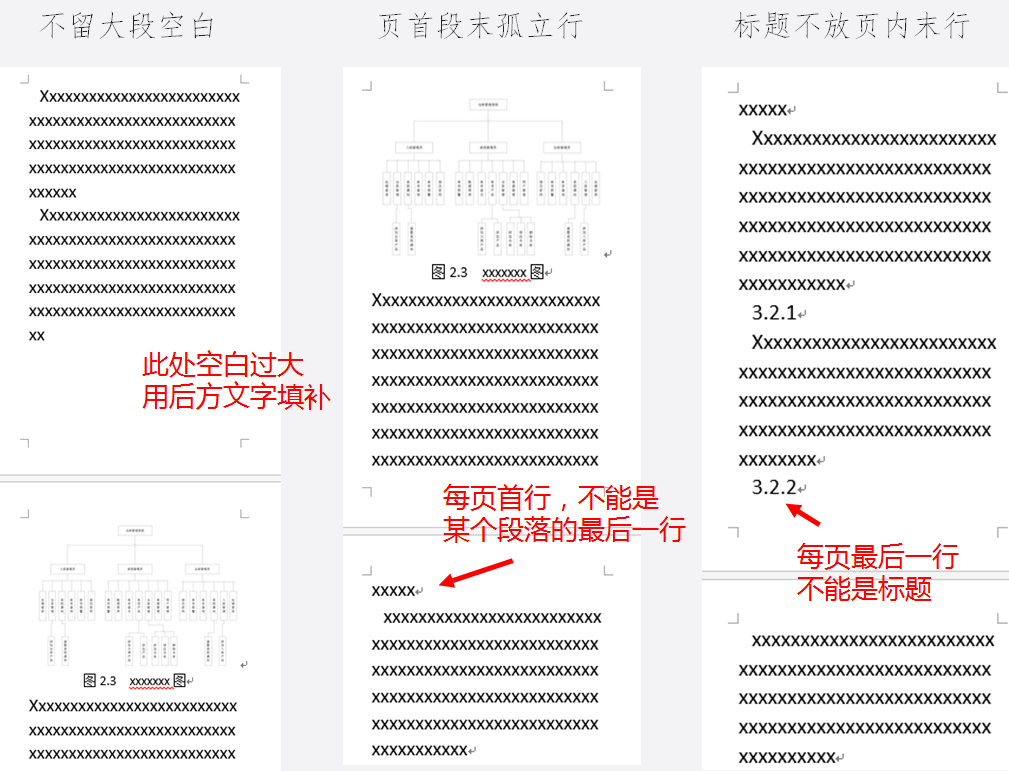 不留大段空白
Xxxxxxxxxxxxxxxxxxxxxxxxx
xxxxxxxxxxxxxxxxxxxxxxxxxx
xxxxxxxxxxxxxxxxxxxxxxxxxx
xxxxxxxxxxxxxxxxxxxxxxxxxx
xxxxxx
Xxxxxxxxxxxxxxxxxxxxxxxxx
xxxxxxxxxxxxxxxxxxxxxxxxxx
xxxxxxxxxxxxxxxxxxxxxxxxxx
xxxxxxxxxxxxxxxxxxxxxxxxxx
xxxxxxxxxxxxxxxxxxxxxxxxxx
xx
此处空白过大
用后方文字填补
图 2.3 xxxxxxx 图
Xxxxxxxxxxxxxxxxxxxxxxxxxx
xxxxxxxxxxxxxxxxxxxxxxxxxx
xxxxxxxxxxxxxxxxxxxxxxxxxx
页首段末孤立行
图 2.3 xxxxxxx 图
Xxxxxxxxxxxxxxxxxxxxxxxxxx
xxxxxxxxxxxxxxxxxxxxxxxxxx
xxxxxxxxxxxxxxxxxxxxxxxxxx
xxxxxxxxxxxxxxxxxxxxxxxxxx
xxxxxxxxxxxxxxxxxxxxxxxxxx
xxxxxxxxxxxxxxxxxxxxxxxxxx
xxxxxxxxxxxxxxxxxxxxxxxxxx
每页首行，不能是
某个段落的最后一行
xxxxx
xxxxxxxxxxxxxxxxxxxxxxxxx
xxxxxxxxxxxxxxxxxxxxxxxxxx
xxxxxxxxxxxxxxxxxxxxxxxxxx
xxxxxxxxxxxxxxxxxxxxxxxxxx
xxxxxxxxxxxxxxxxxxxxxxxxxx
xxxxxxxxxxx
标题不放页内末行
xxxxx
Xxxxxxxxxxxxxxxxxxxxxxxxx
xxxxxxxxxxxxxxxxxxxxxxxxxx
xxxxxxxxxxxxxxxxxxxxxxxxxx
xxxxxxxxxxxxxxxxxxxxxxxxxx
xxxxxxxxxxxxxxxxxxxxxxxxxx
xxxxxxxxxxx
3.2.1
Xxxxxxxxxxxxxxxxxxxxxxxxx
xxxxxxxxxxxxxxxxxxxxxxxxxx
xxxxxxxxxxxxxxxxxxxxxxxxxx
xxxxxxxxxxxxxxxxxxxxxxxxxx
xxxxxxxx
3.2.2
每页最后一行
不能是标题
xxxxxxxxxxxxxxxxxxxxxxxxx
xxxxxxxxxxxxxxxxxxxxxxxxxx
xxxxxxxxxxxxxxxxxxxxxxxxxx
xxxxxxxxxxxxxxxxxxxxxxxxxx
xxxxxxxxxx